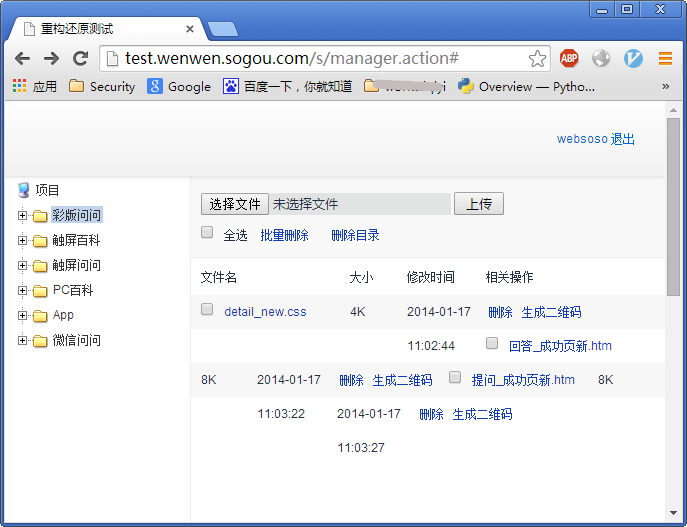 重构还原测试
test.wenwen.sogou.com/s/manager.action#
应用 Security Google 百度一下，你就知道 Overview — Pytho... »
websoso 退出
项目
彩版问问
触屏百科
触屏问问
PC百科
App
微信问问
选择文件 未选择文件 上传
全选 批量删除 删除目录
文件名 大小 修改时间 相关操作
detail_new.css 4K 2014-01-17 删除 生成二维码
11:02:44 回答_成功页新.htm
8K 2014-01-17 删除 生成二维码 提问_成功页新.htm 8K
11:03:22 2014-01-17 删除 生成二维码
11:03:27